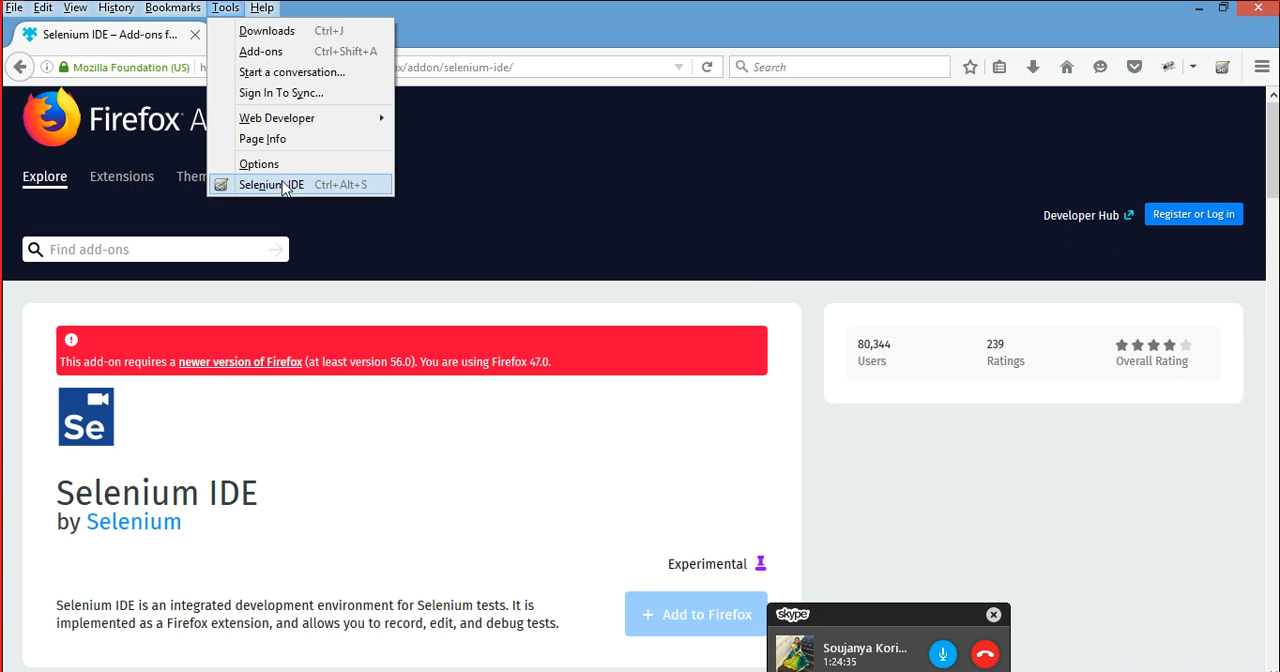 File Edit View History Bookmarks Tools Help
Selenium IDE – Add-ons f...
Downloads Ctrl+J
Add-ons Ctrl+Shift+A
Start a conversation...
Sign In To Sync...
Web Developer
Page Info
Options
Selenium IDE Ctrl+Alt+S
Mozilla Foundation (US) h
x/addon/selenium-ide/
Search
Firefox A
Explore Extensions Them
Developer Hub Register or Log in
Find add-ons
This add-on requires a newer version of Firefox (at least version 56.0). You are using Firefox 47.0.
80,344 239
Users Ratings Overall Rating
Se
Selenium IDE
by Selenium
Experimental
Selenium IDE is an integrated development environment for Selenium tests. It is
implemented as a Firefox extension, and allows you to record, edit, and debug tests.
+ Add to Firefox
skype
Soujanya Kori...
1:24:35